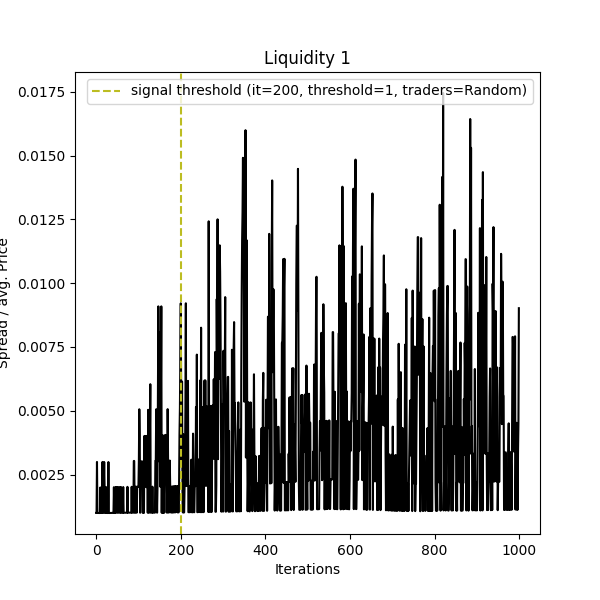 Liquidity 1
signal threshold (it=200, threshold=1, traders=Random)
0.0175
0.0150
0.0125
0.0100
0.0075
0.0050
0.0025
Spread / avg. Price
0 200 400 600 800 1000
Iterations